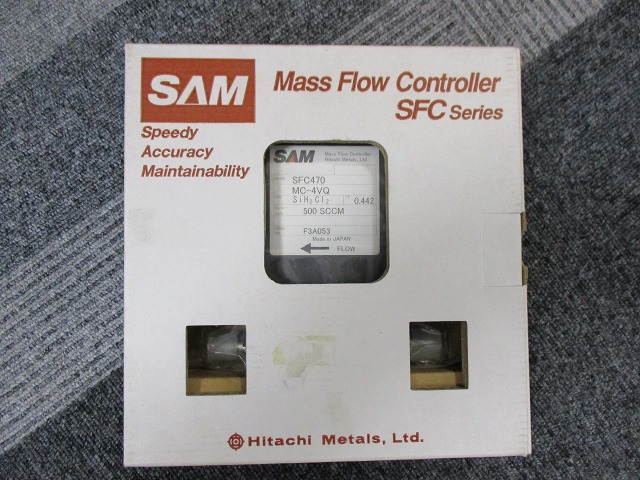 SAM
Mass Flow Controller
SFC Series
Speedy
Accuracy
Maintainability
SAM
Mass Flow Controller
Hitachi Metals, Ltd
SFC470
MC-4VQ
SiH₂Cl₂ 0.442
500 SCCM
F3A053
Made in JAPAN
FLOW
Hitachi Metals, Ltd.